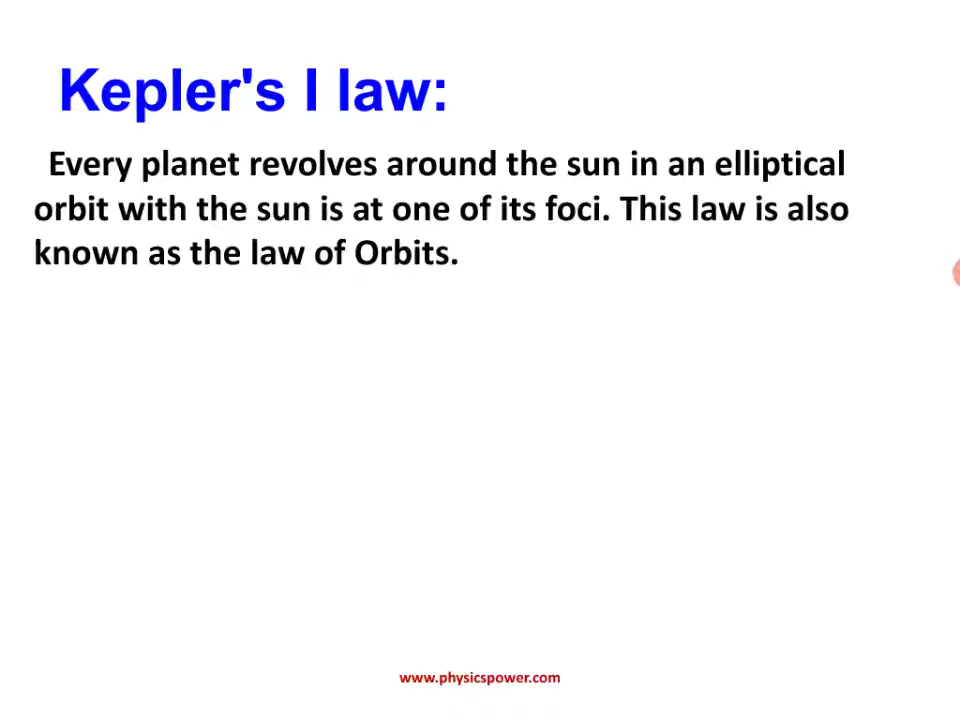 Kepler's I law:
Every planet revolves around the sun in an elliptical
orbit with the sun is at one of its foci. This law is also
known as the law of Orbits.
www.physicspower.com